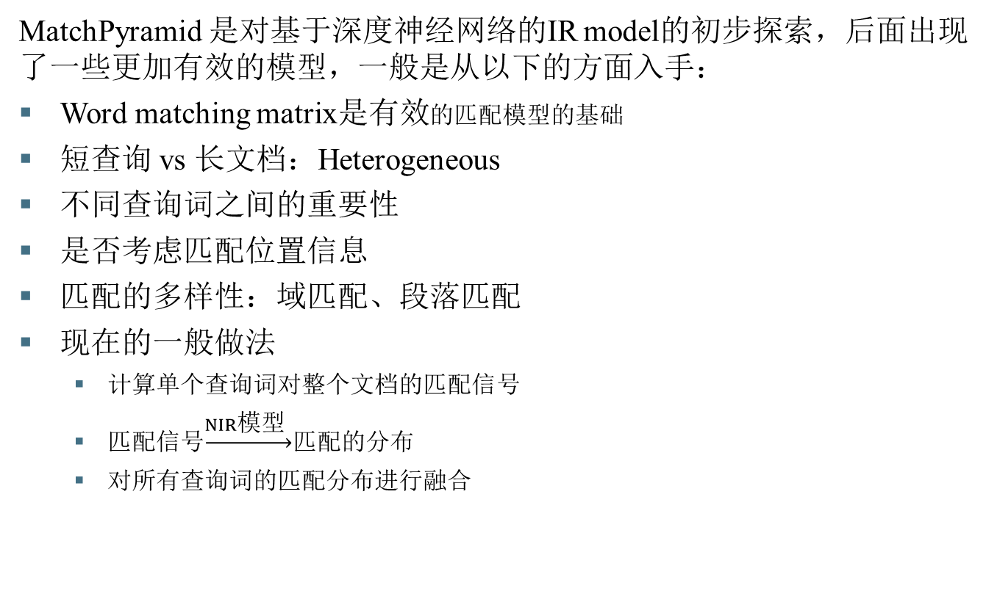 MatchPyramid 是对基于深度神经网络的IR model的初步探索，后面出现
了一些更加有效的模型，一般是从以下的方面入手：
▪ Word matching matrix是有效的匹配模型的基础
▪ 短查询 vs 长文档：Heterogeneous
▪ 不同查询词之间的重要性
▪ 是否考虑匹配位置信息
▪ 匹配的多样性：域匹配、段落匹配
▪ 现在的一般做法
▪ 计算单个查询词对整个文档的匹配信号
NIR模型
▪ 匹配信号⟶匹配的分布
▪ 对所有查询词的匹配分布进行融合